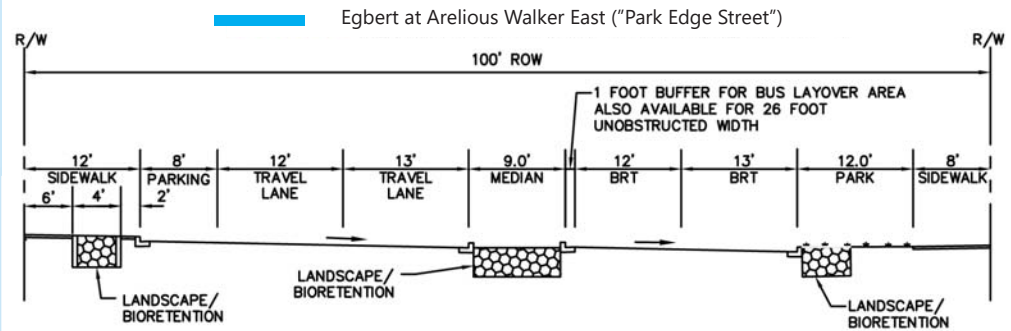 Egbert at Arelious Walker East ("Park Edge Street")
R/W
R/W
100' ROW
1 FOOT BUFFER FOR BUS LAYOVER AREA
ALSO AVAILABLE FOR 26 FOOT
UNOBSTRUCTED WIDTH
12'
SIDEWALK
8'
PARKING
12'
TRAVEL
LANE
13'
TRAVEL
LANE
9.0'
MEDIAN
12'
BRT
13'
BRT
12.0'
PARK
8'
SIDEWALK
6'
4'
2'
LANDSCAPE/
BIORETENTION
LANDSCAPE/
BIORETENTION
LANDSCAPE/
BIORETENTION